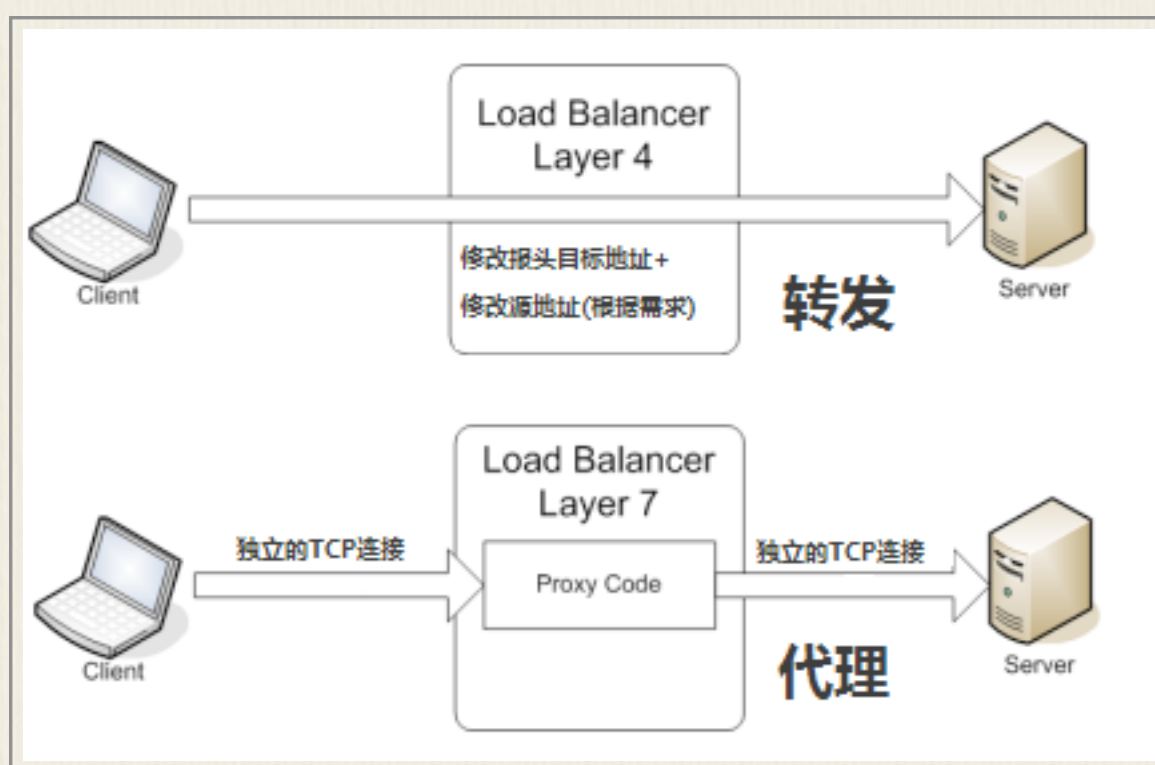 Load Balancer
Layer 4
修改报头目标地址+
修改源地址(根据需求)
转发
Client
Server
Load Balancer
Layer 7
独立的TCP连接
独立的TCP连接
Proxy Code
代理
Client
Server